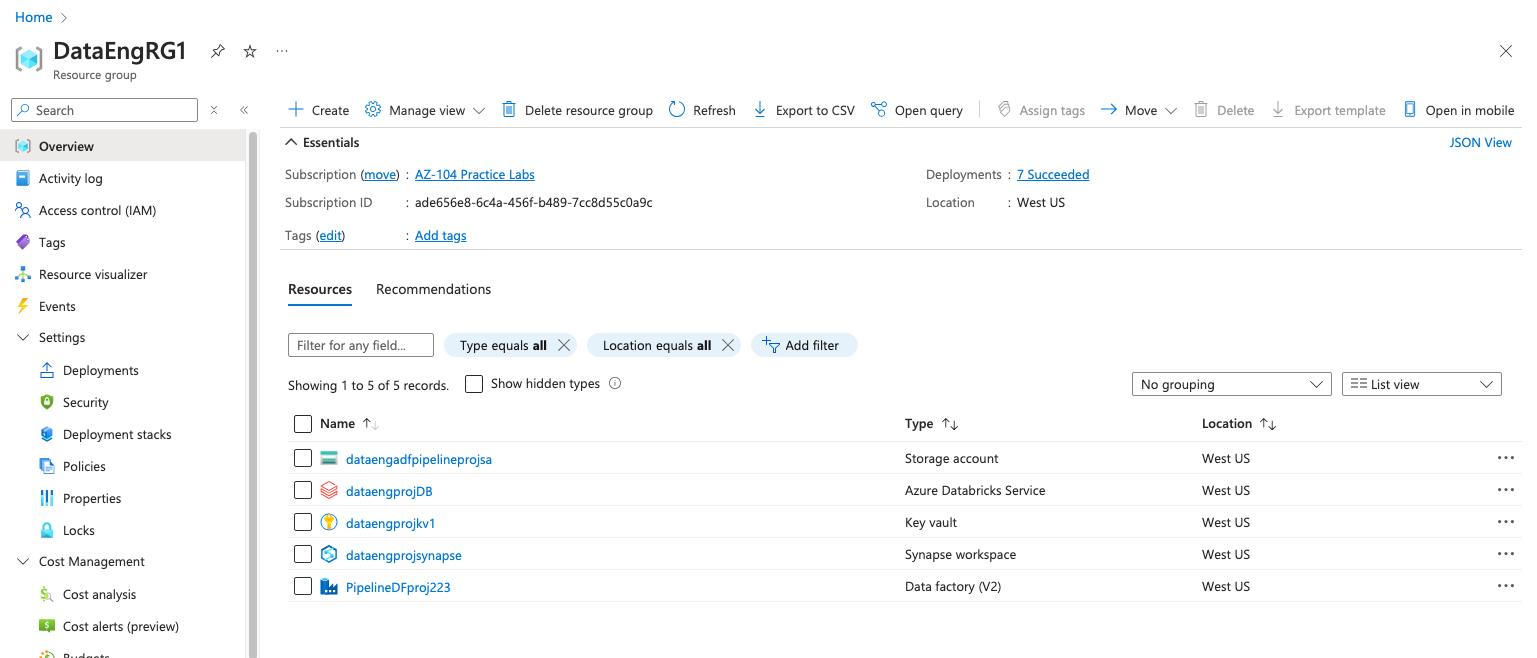 Home
DataEngRG1
Resource group
Search
Create Manage view Delete resource group Refresh Export to CSV Open query Assign tags Move Delete Export template Open in mobile
Overview
Activity log
Access control (IAM)
Tags
Resource visualizer
Events
Settings
Deployments
Security
Deployment stacks
Policies
Properties
Locks
Cost Management
Cost analysis
Cost alerts (preview)
Budgets
Essentials JSON View
Subscription (move) : AZ-104 Practice Labs Deployments : 7 Succeeded
Subscription ID : ade656e8-6c4a-456f-b489-7cc8d55c0a9c Location : West US
Tags (edit) : Add tags
Resources Recommendations
Filter for any field... Type equals all Location equals all Add filter
Showing 1 to 5 of 5 records. Show hidden types No grouping List view
Name Type Location
dataengadfpipelineprojsa Storage account West US
dataengprojDB Azure Databricks Service West US
dataengprojkv1 Key vault West US
dataengprojsynapse Synapse workspace West US
PipelineDFproj223 Data factory (V2) West US